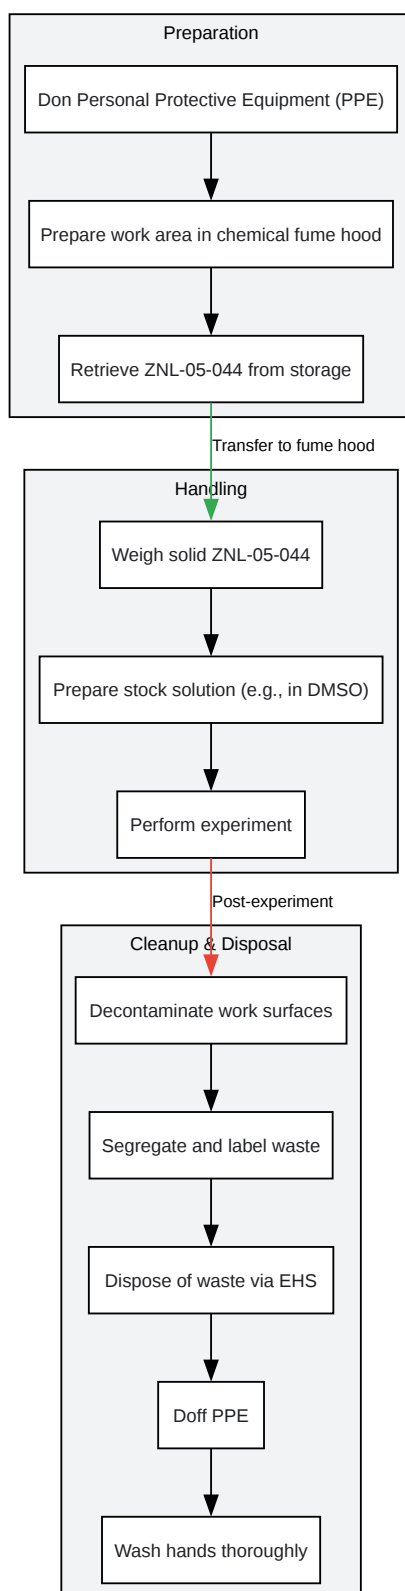 Preparation
Don Personal Protective Equipment (PPE)
Prepare work area in chemical fume hood
Retrieve ZNL-05-044 from storage
Transfer to fume hood
Handling
Weigh solid ZNL-05-044
Prepare stock solution (e.g., in DMSO)
Perform experiment
Post-experiment
Cleanup & Disposal
Decontaminate work surfaces
Segregate and label waste
Dispose of waste via EHS
Doff PPE
Wash hands thoroughly